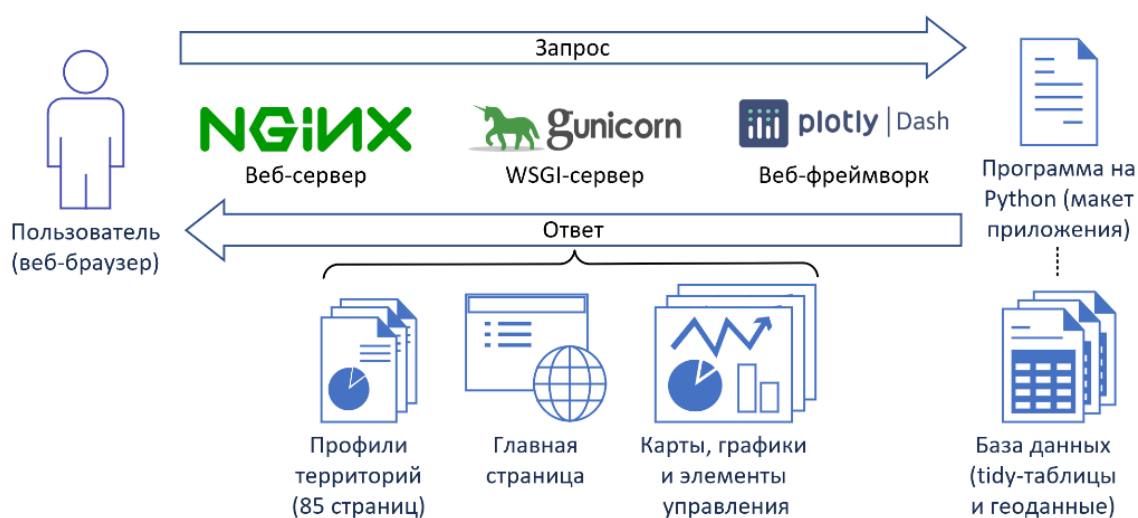 Запрос
NGINX
Веб-сервер
gunicorn
WSGI-сервер
plotly | Dash
Веб-фреймворк
Программа на
Python (макет
приложения)
Пользователь
(веб-браузер)
Ответ
Профили
территорий
(85 страниц)
Главная
страница
Карты, графики
и элементы
управления
База данных
(tidy-таблицы
и геоданные)